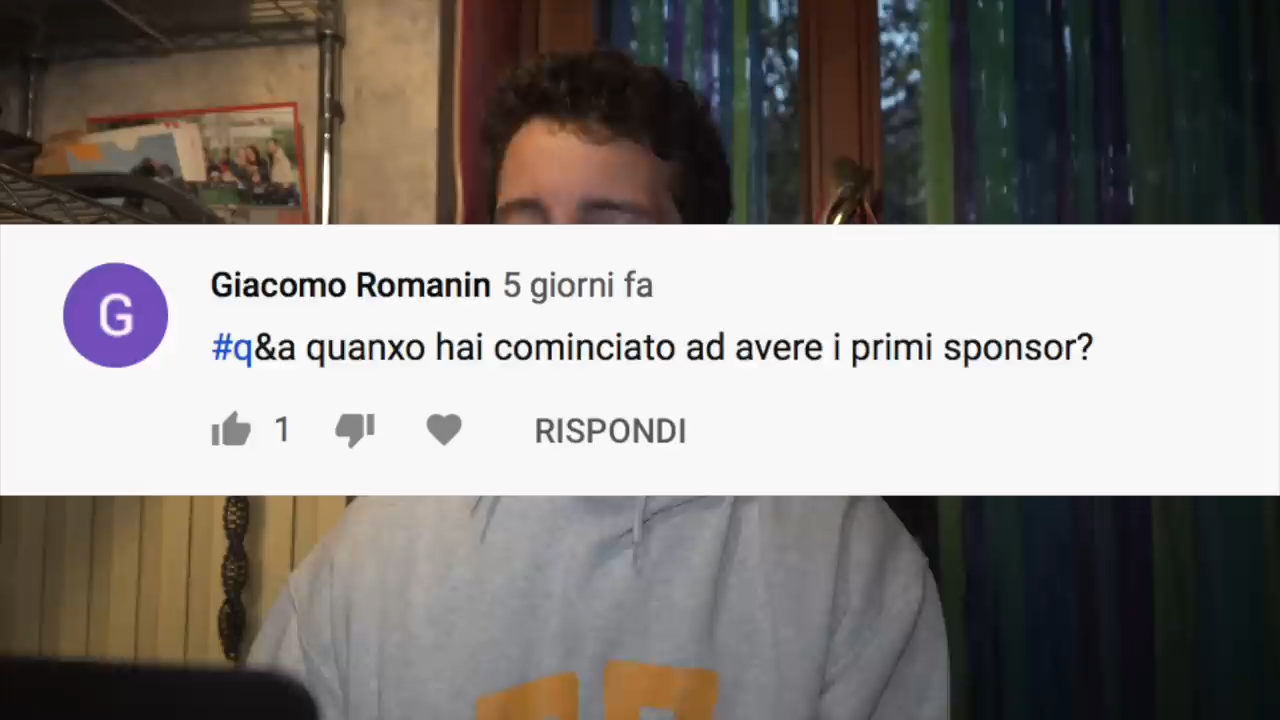 G
Giacomo Romanin 5 giorni fa
#q&a quanxo hai cominciato ad avere i primi sponsor?
1
RISPONDI